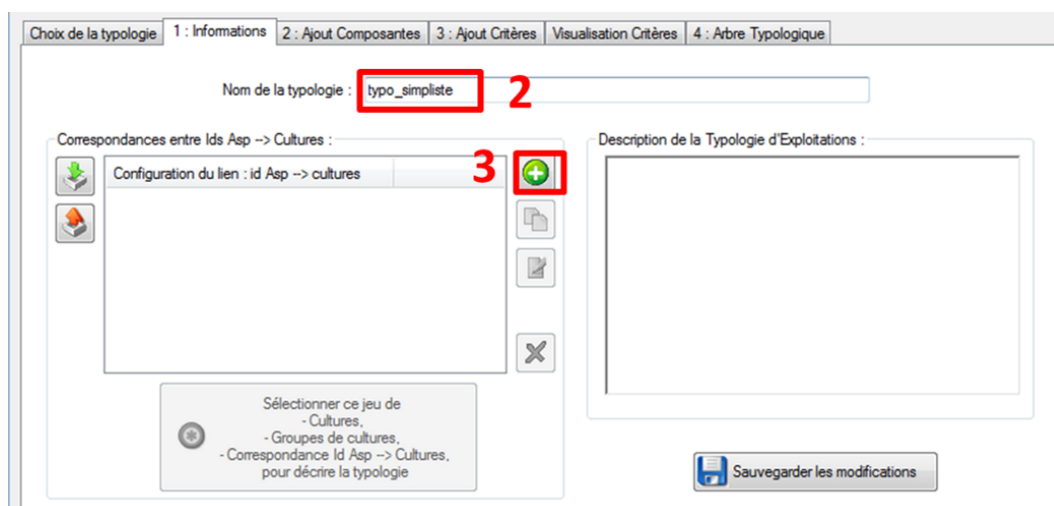 Choix de la typologie 1 : Informations 2 : Ajout Composantes 3 : Ajout Critères Visualisation Critères 4 : Arbre Typologique
Nom de la typologie : typo_simpliste 2
Correspondances entre Ids Asp --> Cultures :
Configuration du lien : id Asp --> cultures 3
Sélectionner ce jeu de
- Cultures,
- Groupes de cultures,
- Correspondance Id Asp --> Cultures,
pour décrire la typologie
Description de la Typologie d'Exploitations :
Sauvegarder les modifications